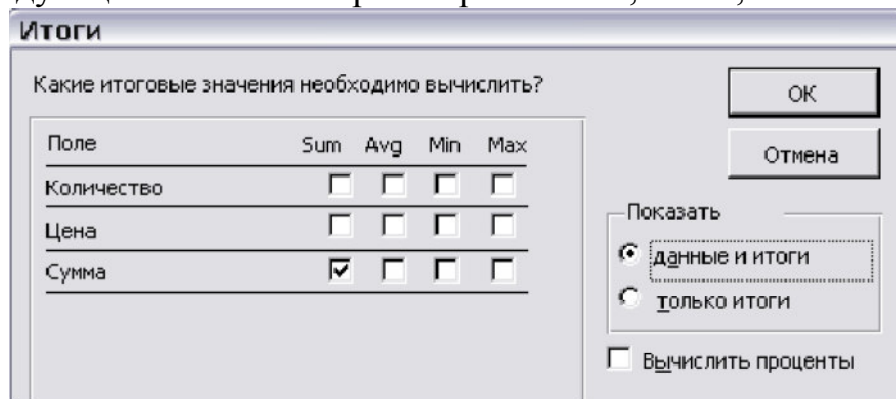 Итоги
Какие итоговые значения необходимо вычислить?
ОК
Отмена
Поле Sum Avg Min Max
Количество
Цена
Сумма
Показать
данные и итоги
только итоги
Вычислить проценты